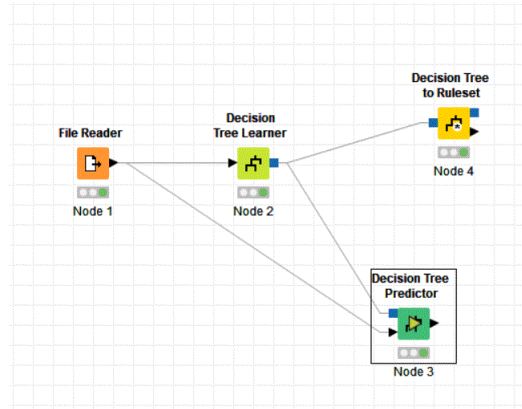 Decision Tree
to Ruleset
Node 4
File Reader
Node 1
Decision
Tree Learner
Node 2
Decision Tree
Predictor
Node 3